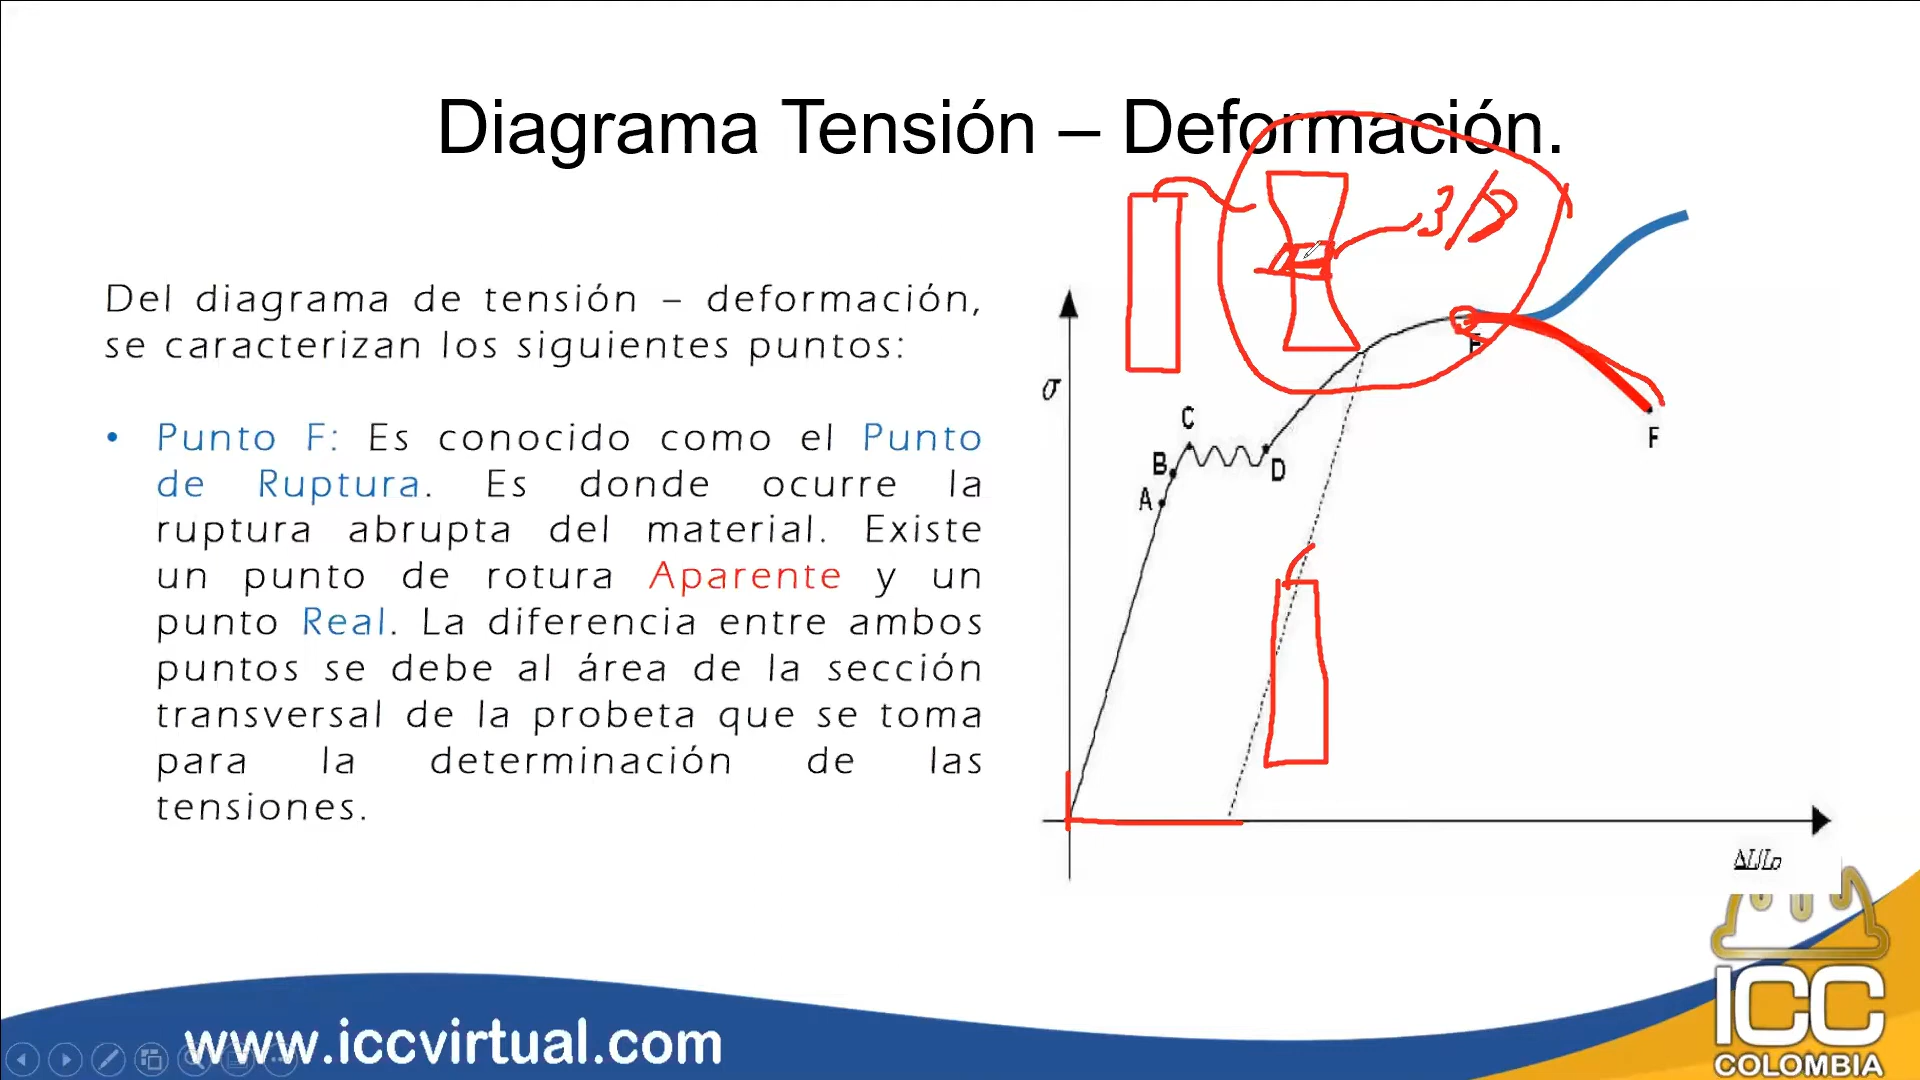 Diagrama Tensión – Deformación.
3/8
Del diagrama de tensión – deformación,
se caracterizan los siguientes puntos:
• Punto F: Es conocido como el Punto
de Ruptura. Es donde ocurre la
ruptura abrupta del material. Existe
un punto de rotura Aparente y un
punto Real. La diferencia entre ambos
puntos se debe al área de la sección
transversal de la probeta que se toma
para la determinación de las
tensiones.
σ
E
F
C
B
D
A
ΔL/Lo
www.iccvirtual.com
ICC
COLOMBIA